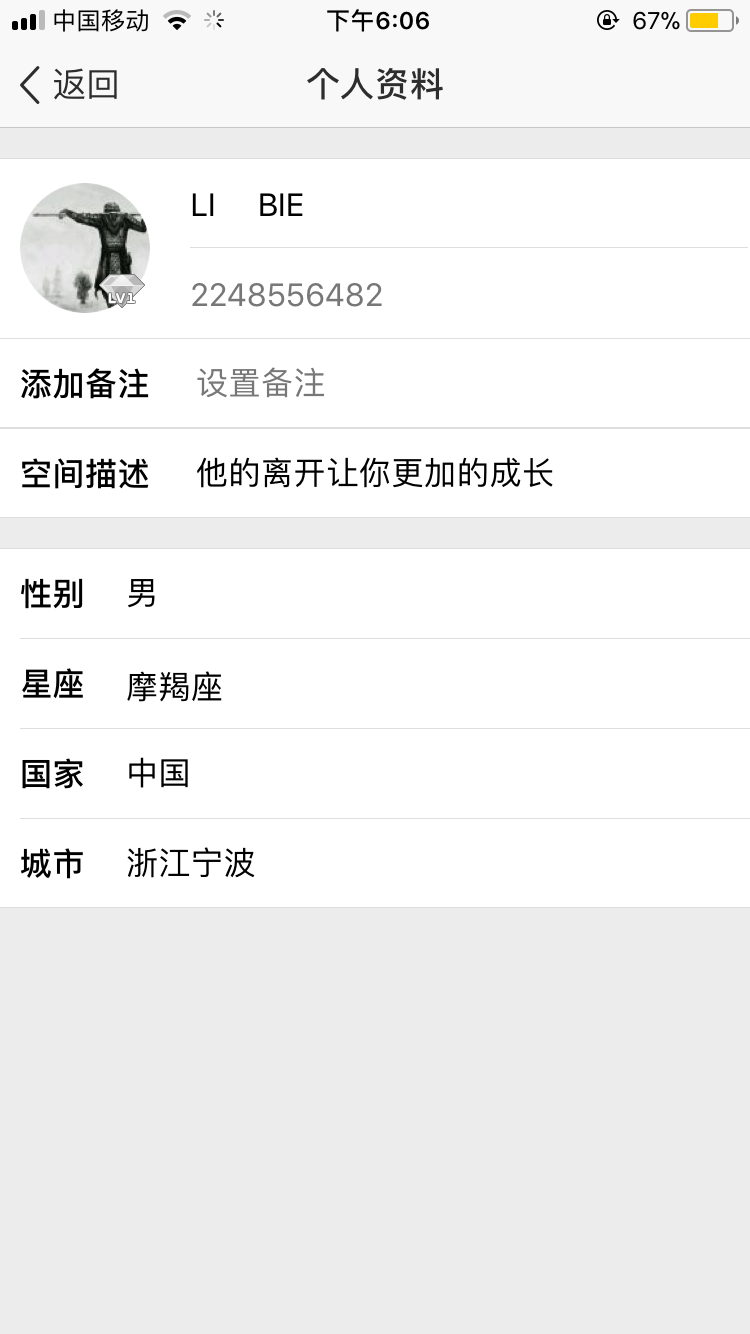 中国移动 下午6:06 67%
返回 个人资料
LI BIE
LV1
2248556482
添加备注 设置备注
空间描述 他的离开让你更加的成长
性别 男
星座 摩羯座
国家 中国
城市 浙江宁波